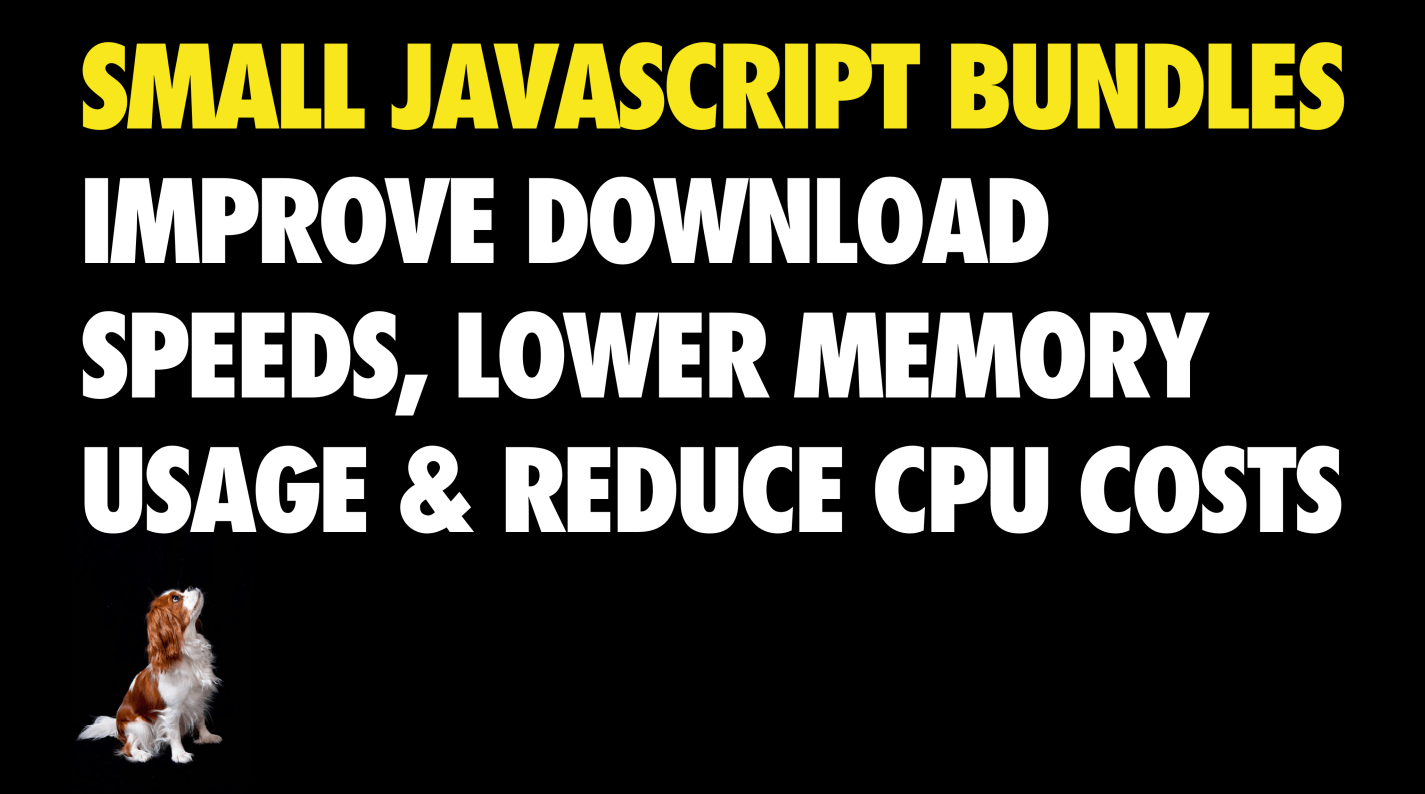 SMALL JAVASCRIPT BUNDLES
IMPROVE DOWNLOAD
SPEEDS, LOWER MEMORY
USAGE & REDUCE CPU COSTS